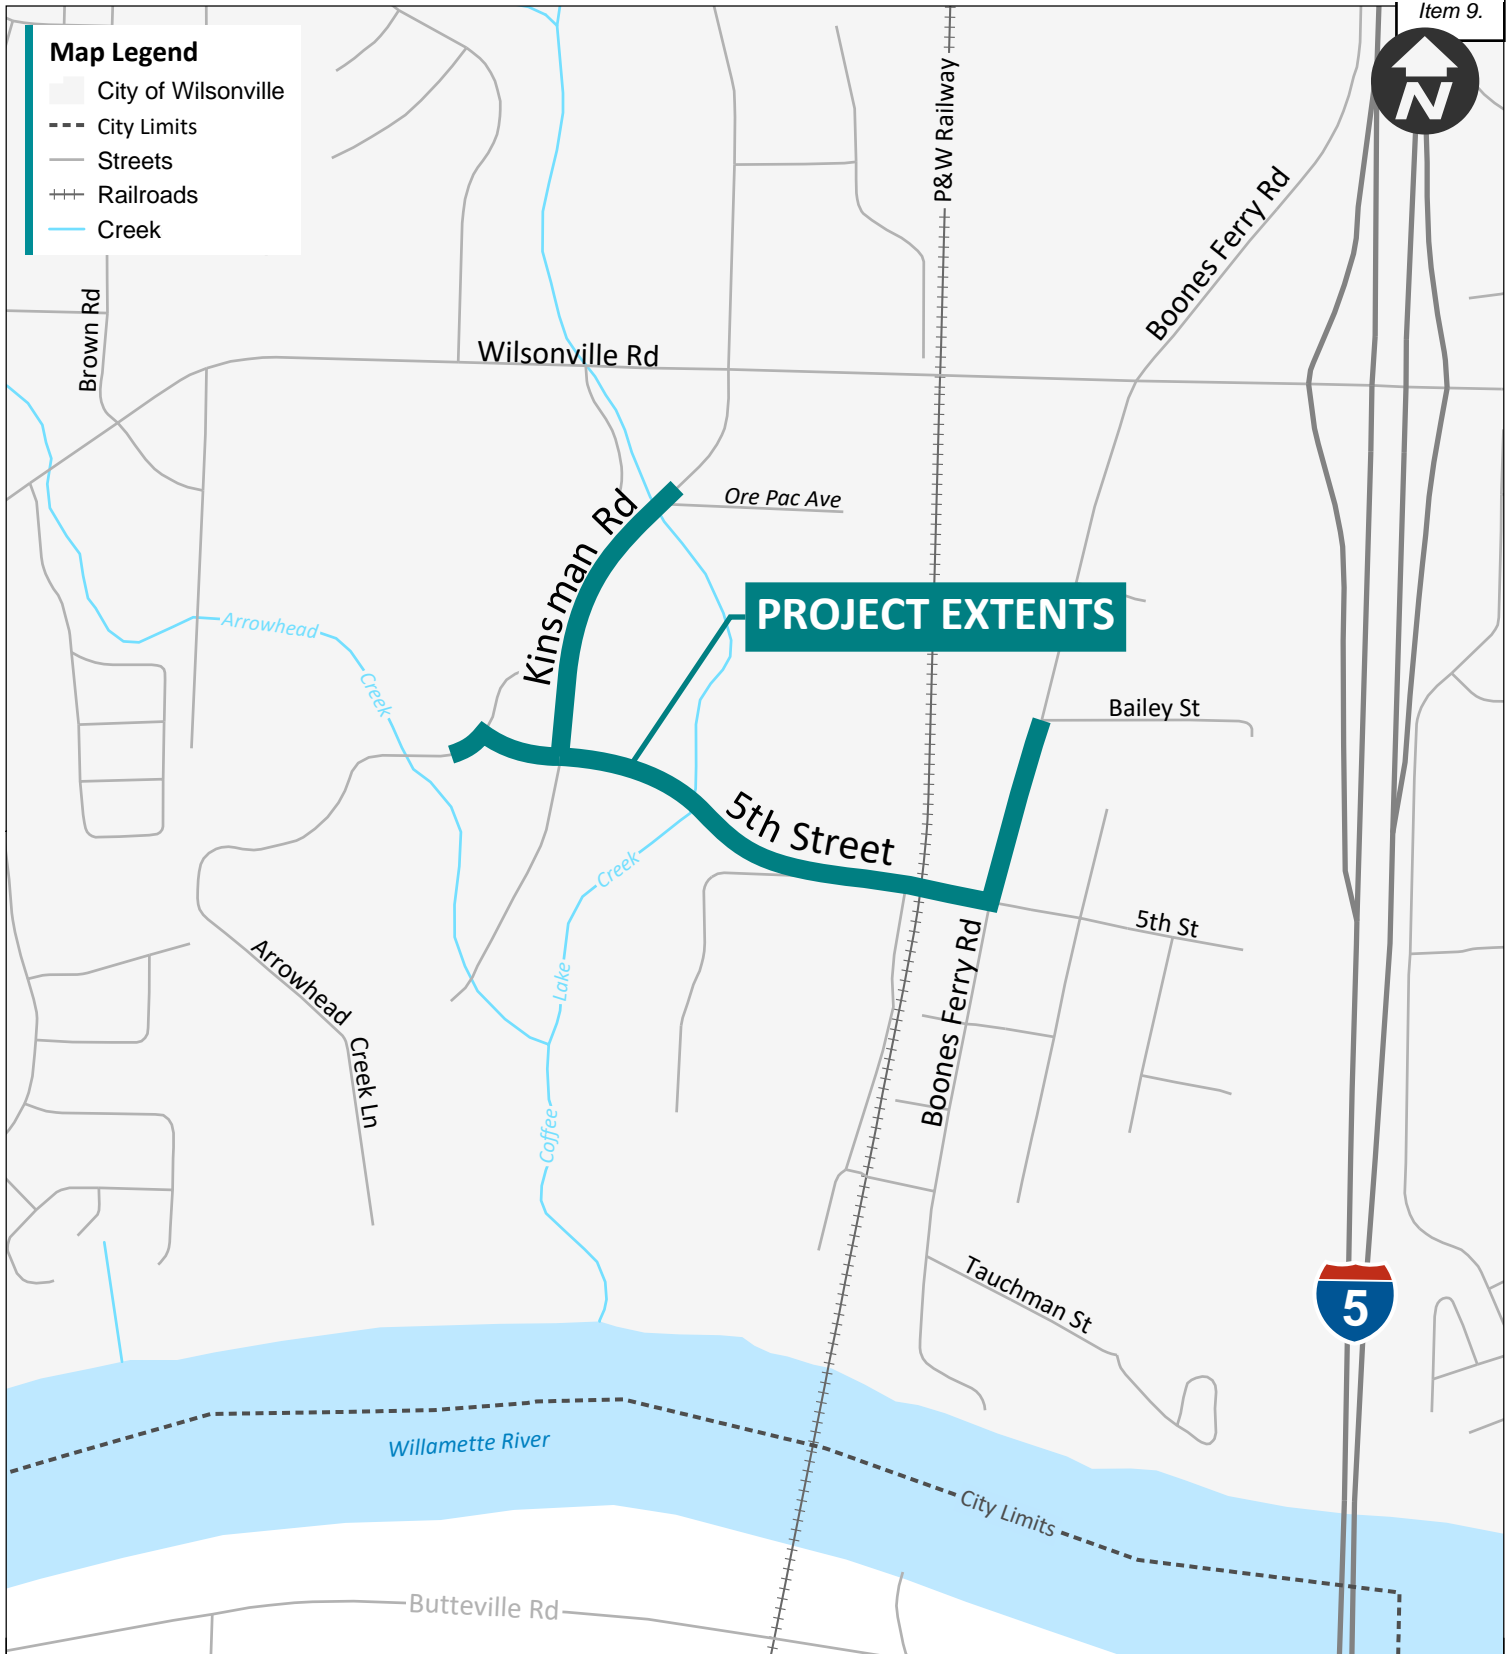 Item 9.
N
Map Legend
City of Wilsonville
City Limits
Streets
Railroads
Creek
P&W Railway
Boones Ferry Rd
Brown Rd
Wilsonville Rd
Ore Pac Ave
Kinsman Rd
PROJECT EXTENTS
Arrowhead
Creek
Bailey St
5th Street
Creek
5th St
Lake
Boones Ferry Rd
Arrowhead
Creek Ln
Coffee
Tauchman St
5
Willamette River
City Limits
Butteville Rd